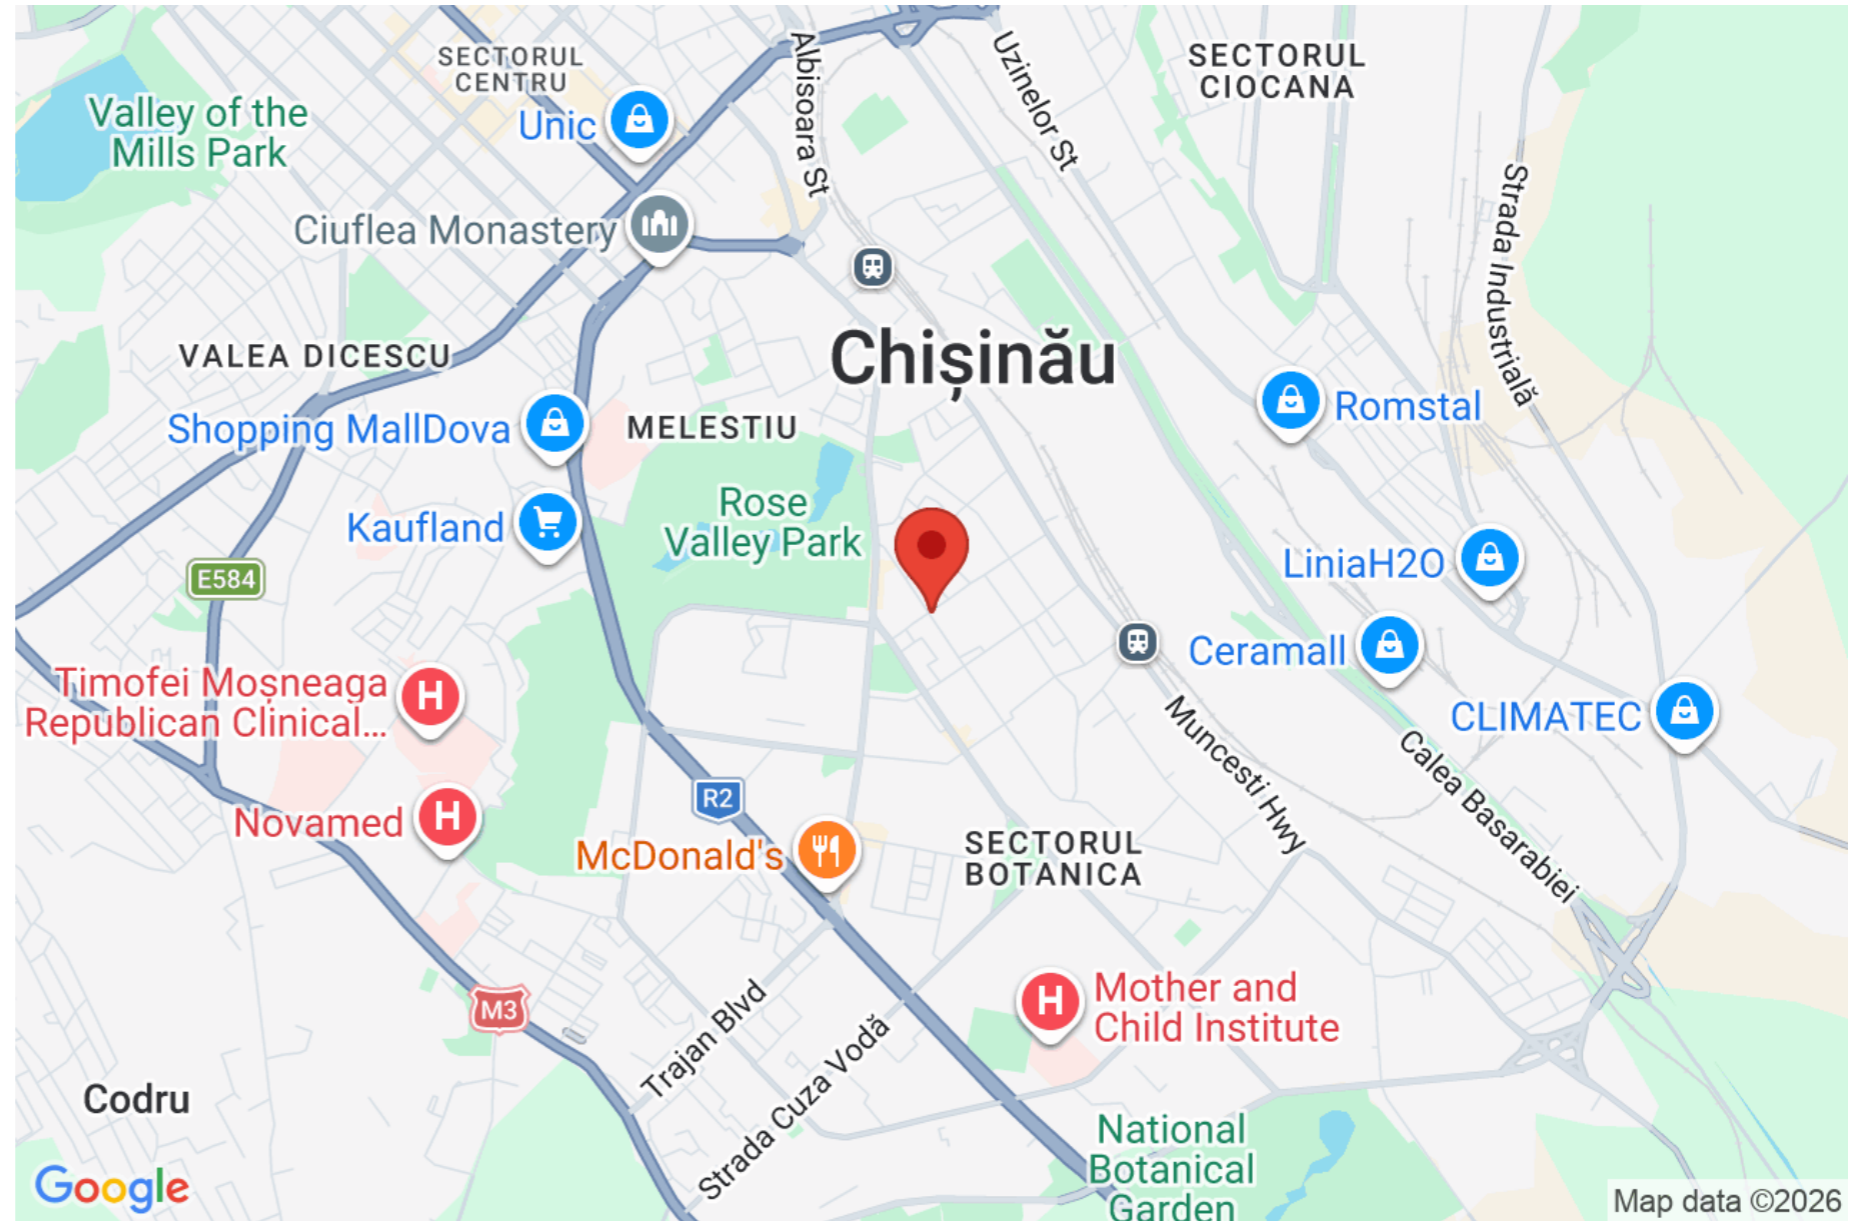 SECTORUL
CENTRU
Albisoara St
Uzinelor St
SECTORUL
CIOCANA
Valley of the
Mills Park
Unic
Strada Industrială
Ciuflea Monastery
Chișinău
VALEA DICESCU
Shopping MallDova
MELESTIU
Romstal
Rose
Valley Park
Kaufland
E584
LiniaH2O
Ceramall
Timofei Moșneaga
Republican Clinical...
H
CLIMATEC
Muncesti Hwy
Calea Basarabiei
R2
Novamed
H
McDonald's
SECTORUL
BOTANICA
M3
Trajan Blvd
Strada Cuza Vodă
H
Mother and
Child Institute
Codru
National
Botanical
Garden
Google
Map data ©2026